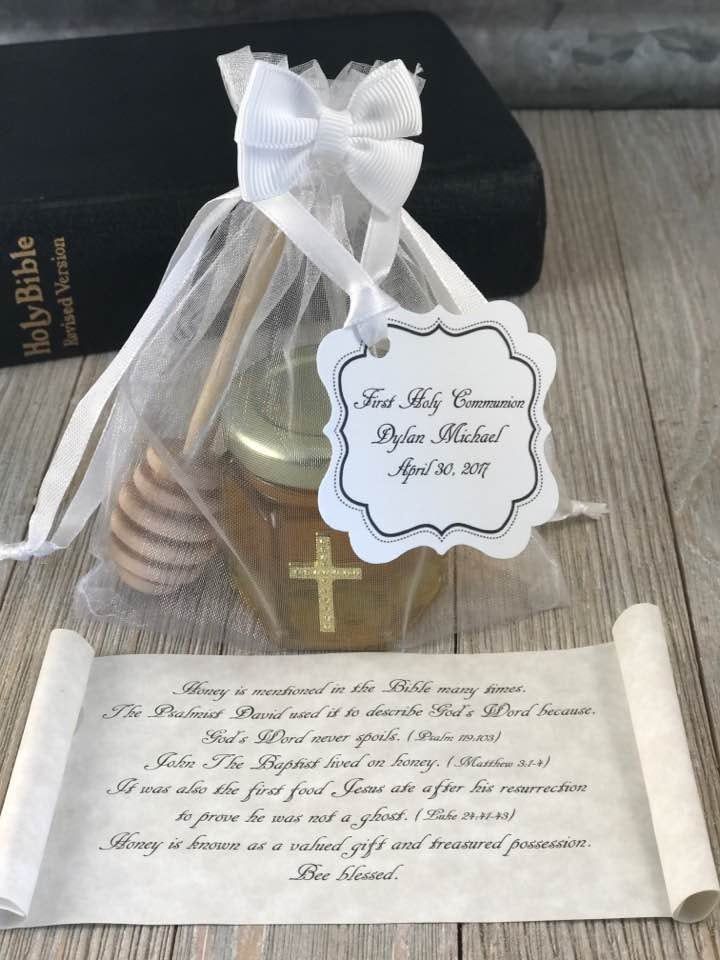 Holy Bible
Revised Version
First Holy Communion
Dylan Michael
April 30, 2017
Honey is mentioned in the Bible many times.
The Psalmist David used it to describe God's Word because.
God's Word never spoils. (Psalm 119:103)
John The Baptist lived on honey. (Matthew 3:1-4)
It was also the first food Jesus ate after his resurrection
to prove he was not a ghost. (Luke 24:41-43)
Honey is known as a valued gift and treasured possession.
Bee blessed.